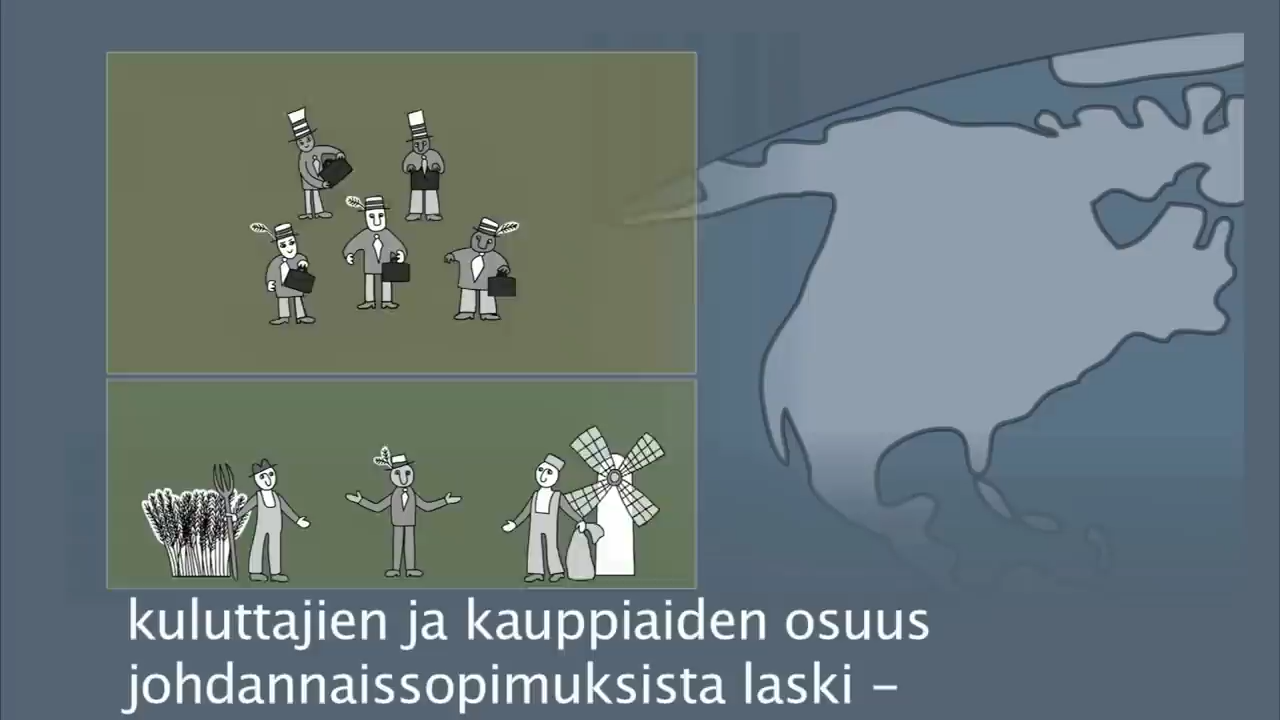 kuluttajien ja kauppiaiden osuus
johdannaissopimuksista laski –